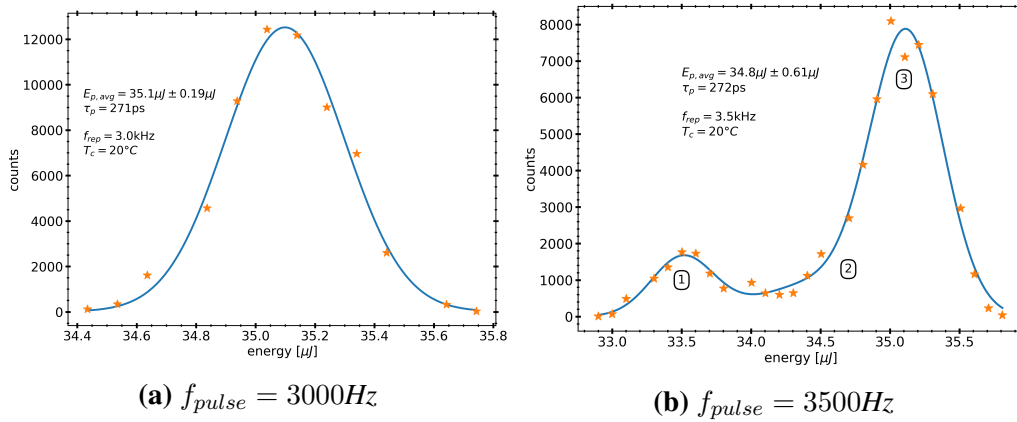 12000
10000
8000
6000
4000
2000
0
counts
E_{p,avg} = 35.1μJ ± 0.19μJ
τ_p = 271ps
f_{rep} = 3.0kHz
T_c = 20°C
34.4 34.6 34.8 35.0 35.2 35.4 35.6 35.8
energy [μJ]
(a) f_{pulse} = 3000Hz
8000
7000
6000
5000
4000
3000
2000
1000
0
counts
E_{p,avg} = 34.8μJ ± 0.61μJ
τ_p = 272ps
f_{rep} = 3.5kHz
T_c = 20°C
3
2
1
33.0 33.5 34.0 34.5 35.0 35.5
energy [μJ]
(b) f_{pulse} = 3500Hz